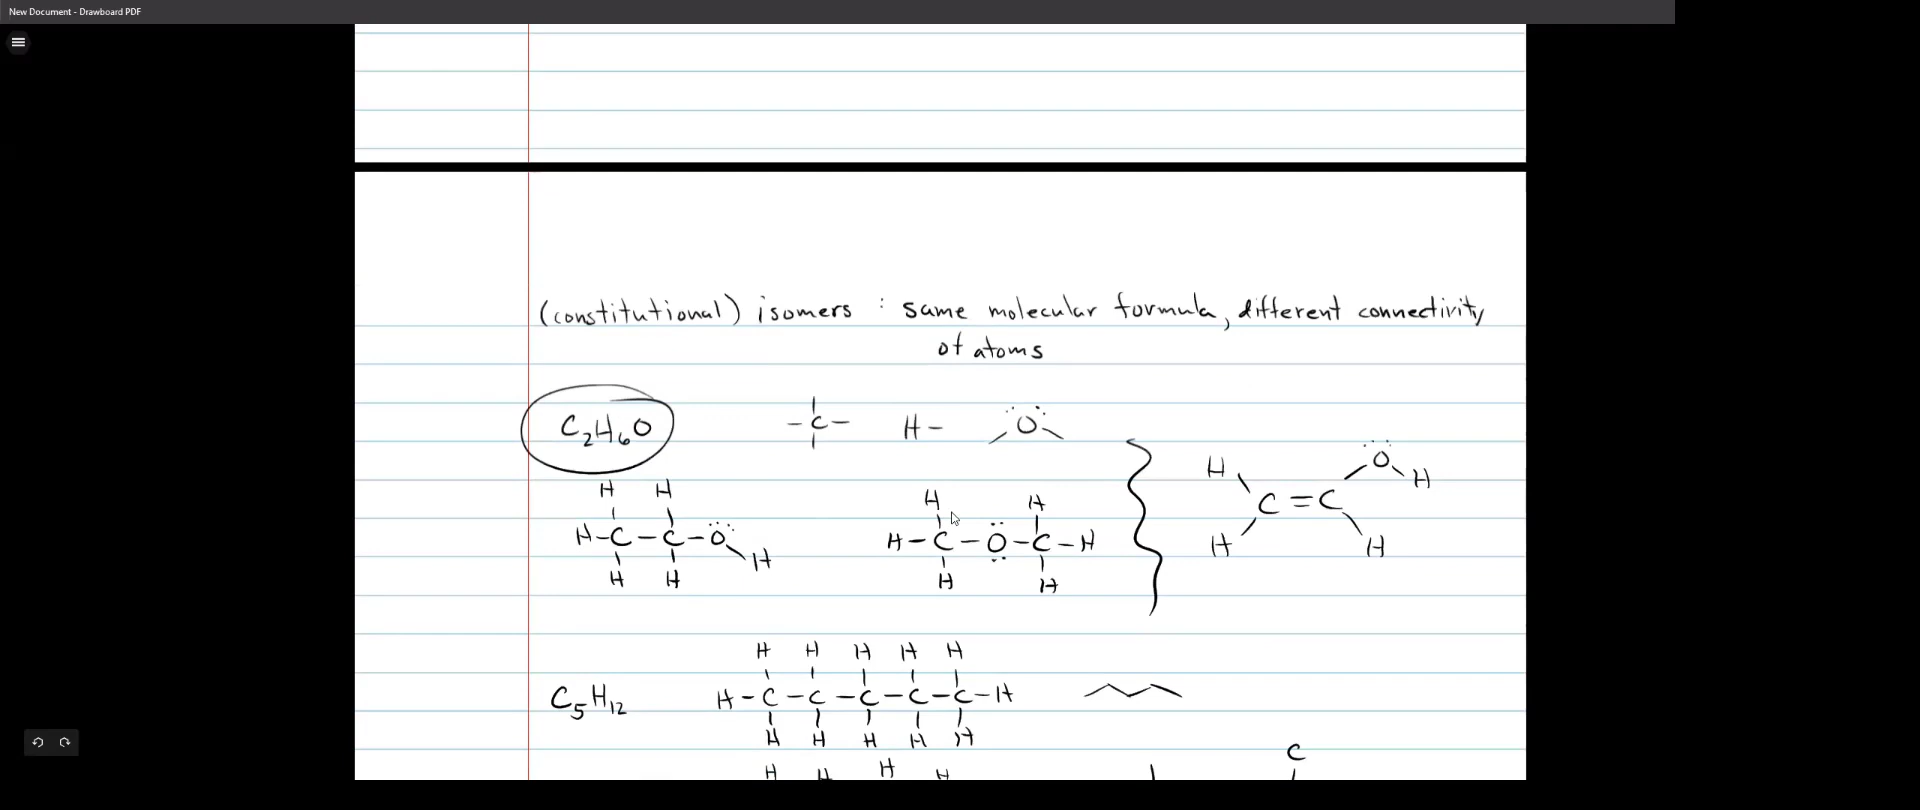 New Document - Drawboard PDF
(constitutional) isomers : same molecular formula, different connectivity
of atoms
C₂H₆O -C- H- O
H H H H H O H
H-C-C-O H H-C-O-C-H C=C
H H H H H H
H H H H H
C₅H₁₂ H-C-C-C-C-C-H
H H H H H
H H H H C